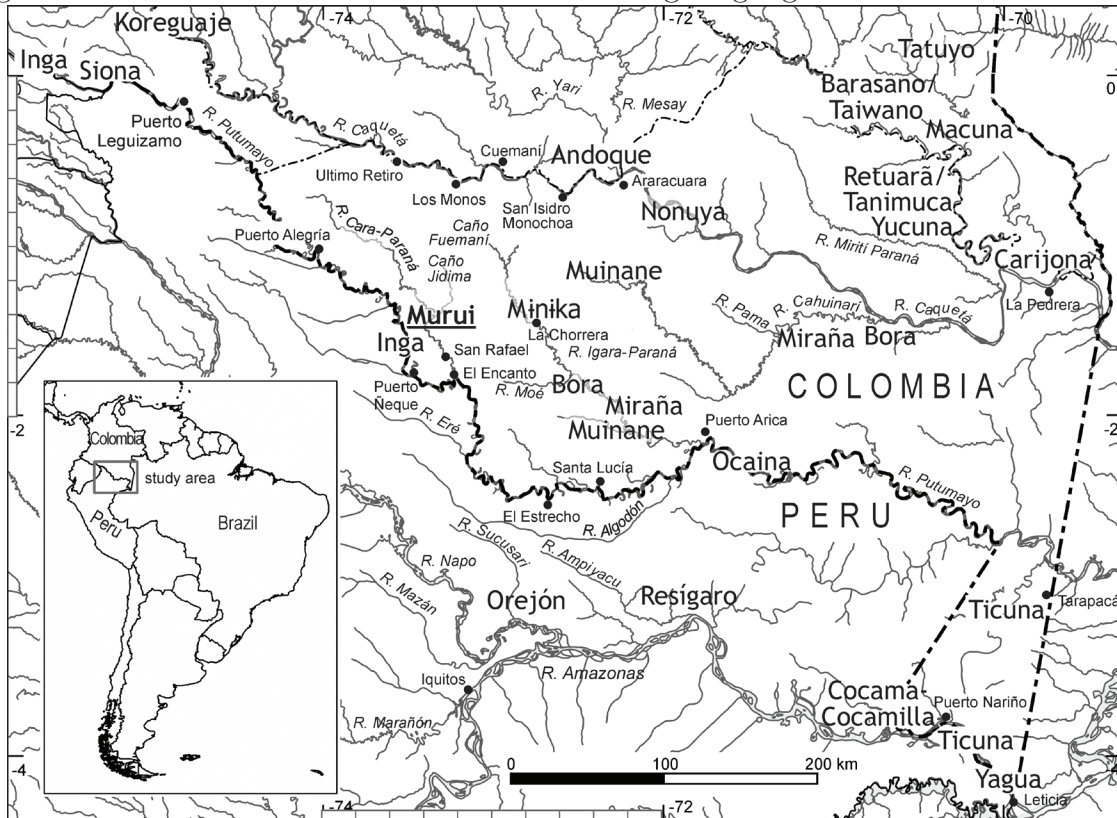 -74
-72
-70
Koreguaje
Inga
Siona
Tatuyo
0
0
R. Yarí
R. Mesay
Barasano/
Taiwano
Puerto
Leguizamo
R. Putumayo
R. Caquetá
Macuna
Cuemaní
Andoque
Ultimo Retiro
Araracuara
Los Monos
San Isidro
Monochoa
Retuarã/
Tanimuca
Yucuna
Nonuya
R. Cara-Paraná
Caño
Fuemaní
Puerto Alegría
R. Mirití Paraná
Caño
Jidima
Muinane
Carijona
La Pedrera
Murui
Minika
La Chorrera
R. Pama
R. Cahuinarí
R. Caquetá
Miraña
Bora
Inga
San Rafael
R. Igara-Paraná
El Encanto
Puerto
Ñeque
R. Moé
Bora
COLOMBIA
Miraña
Muinane
R. Eré
Puerto Arica
-2
-2
Colombia
study area
Santa Lucía
Ocaina
R. Putumayo
El Estrecho
R. Algodón
PERU
Peru
Brazil
R. Sucusari
R. Ampiyacu
R. Napo
R. Mazán
Orejón
Resígaro
Ticuna
Tarapacá
R. Amazonas
Iquitos
R. Marañón
Cocama-
Cocamilla
Puerto Nariño
Ticuna
-4
-4
0
100
200 km
Yagua
Leticia
-74
-72